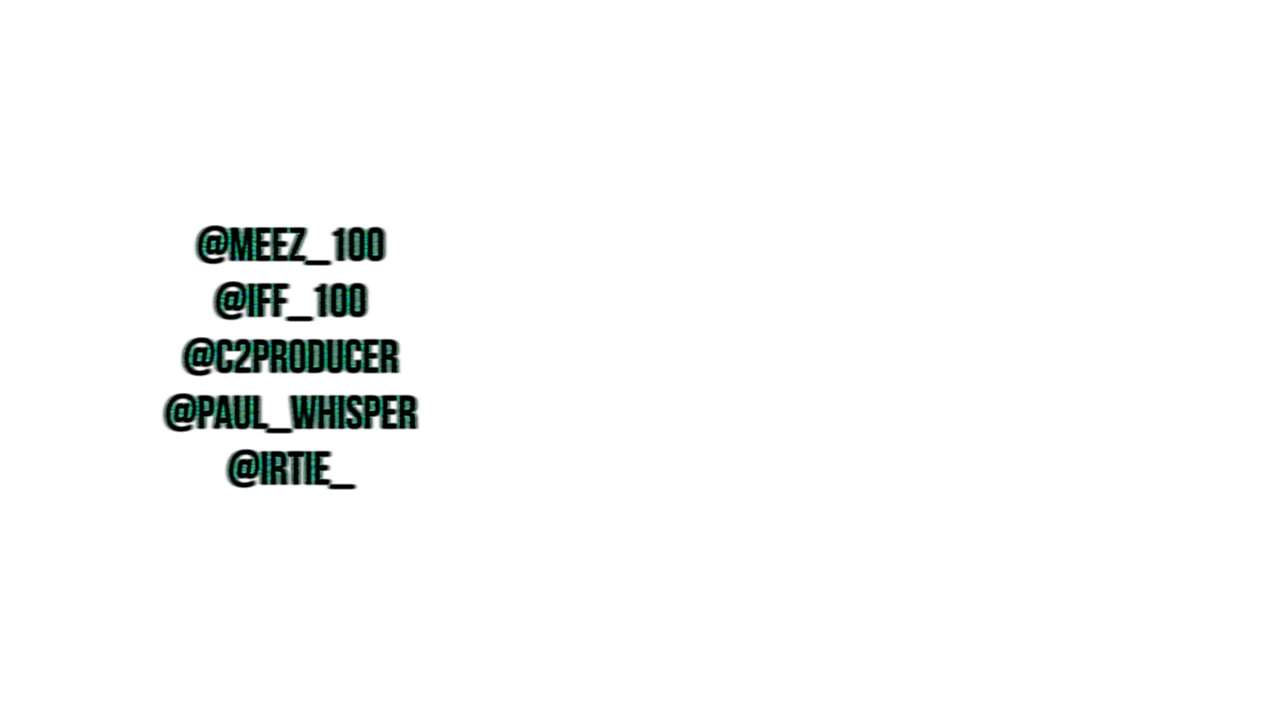 @MEEZ_100
@IFF_100
@C2PRODUCER
@PAUL_WHISPER
@IRTIE_